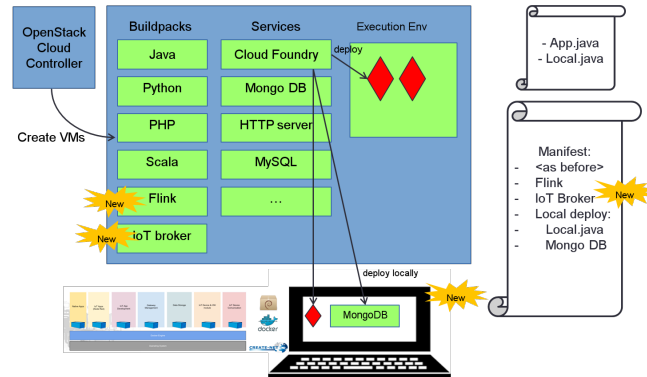 OpenStack
Cloud
Controller
Create VMs
Buildpacks
Services
Execution Env
Java
Cloud Foundry
deploy
Python
Mongo DB
PHP
HTTP server
Scala
MySQL
Flink
...
New
IoT broker
New
- App.java
- Local.java
Manifest:
- <as before>
- Flink
- IoT Broker
- Local deploy:
- Local.java
- Mongo DB
New
deploy locally
New
MongoDB
docker
CREATE-NET